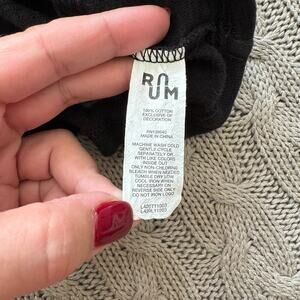 RUUM
100% COTTON
EXCLUSIVE OF
DECORATION
MADE IN CHINA
MACHINE WASH COLD
GENTLE CYCLE
SEPARATELY OR
WITH LIKE COLORS
INSIDE OUT
ONLY NON-CHLORINE
BLEACH WHEN NEEDED
TUMBLE DRY LOW
COOL IRON WHEN
NECESSARY ON
REVERSE SIDE ONLY
DO NOT IRON LOGO